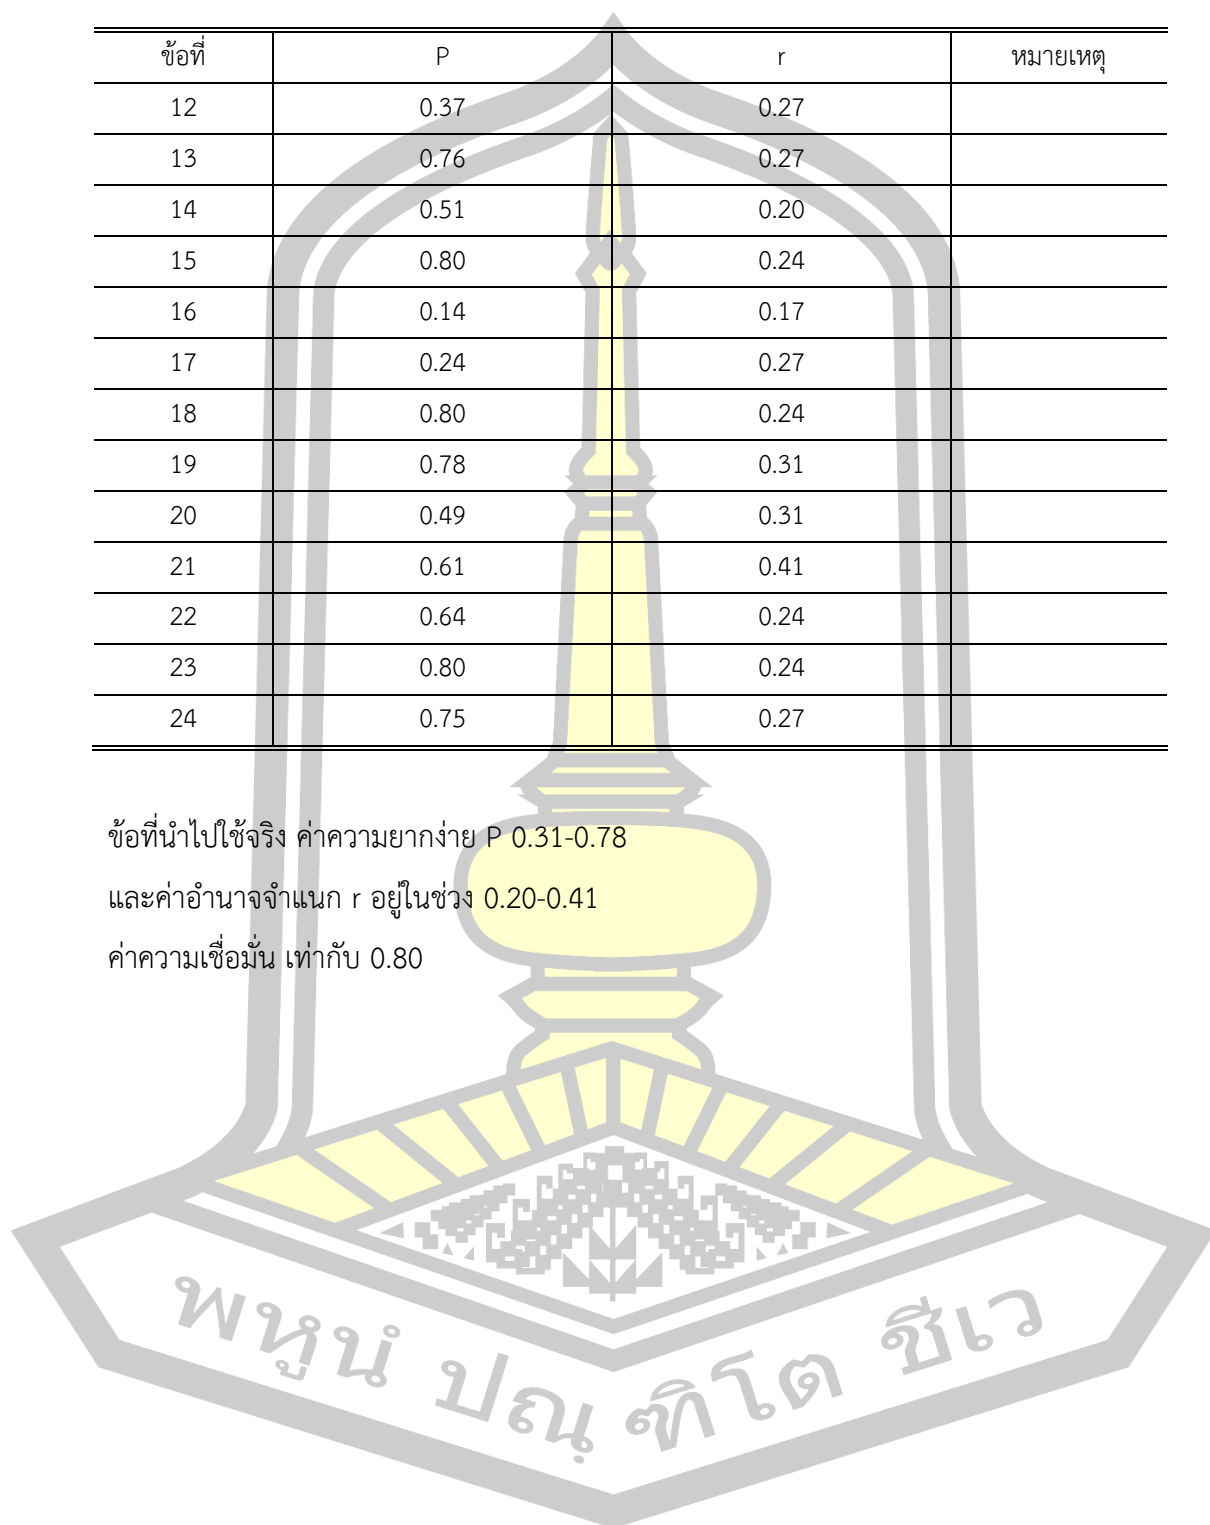 ข้อที่ P r หมายเหตุ
12 0.37 0.27
13 0.76 0.27
14 0.51 0.20
15 0.80 0.24
16 0.14 0.17
17 0.24 0.27
18 0.80 0.24
19 0.78 0.31
20 0.49 0.31
21 0.61 0.41
22 0.64 0.24
23 0.80 0.24
24 0.75 0.27
ข้อที่นำไปใช้จริง ค่าความยากง่าย P 0.31-0.78
และค่าอำนาจจำแนก r อยู่ในช่วง 0.20-0.41
ค่าความเชื่อมั่น เท่ากับ 0.80
พหูนํ ปณฺฑิโต ชีเว